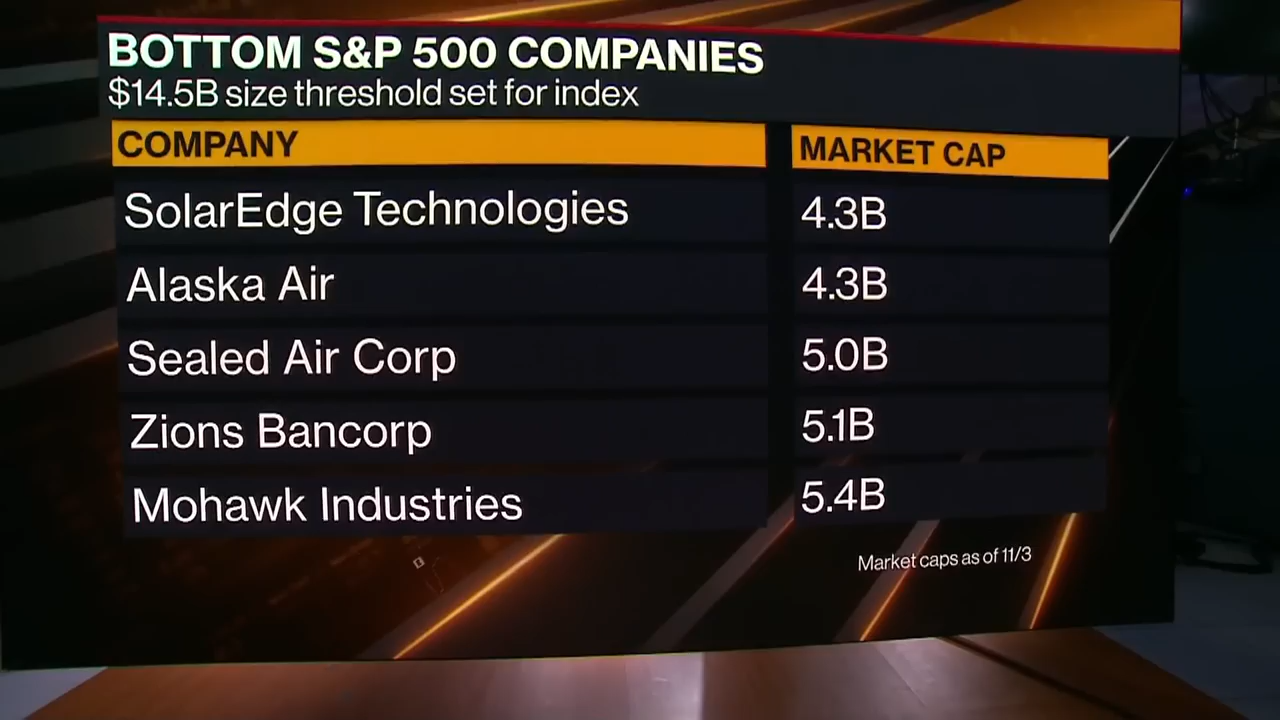 BOTTOM S&P 500 COMPANIES
$14.5B size threshold set for index
COMPANY MARKET CAP
SolarEdge Technologies 4.3B
Alaska Air 4.3B
Sealed Air Corp 5.0B
Zions Bancorp 5.1B
Mohawk Industries 5.4B
Market caps as of 11/3